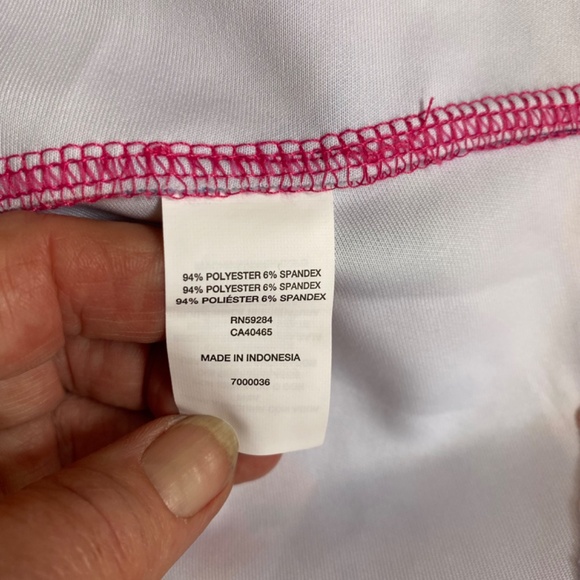 94% POLYESTER 6% SPANDEX
94% POLYESTER 6% SPANDEX
94% POLIÉSTER 6% SPANDEX
RN59284
CA40465
MADE IN INDONESIA
7000036